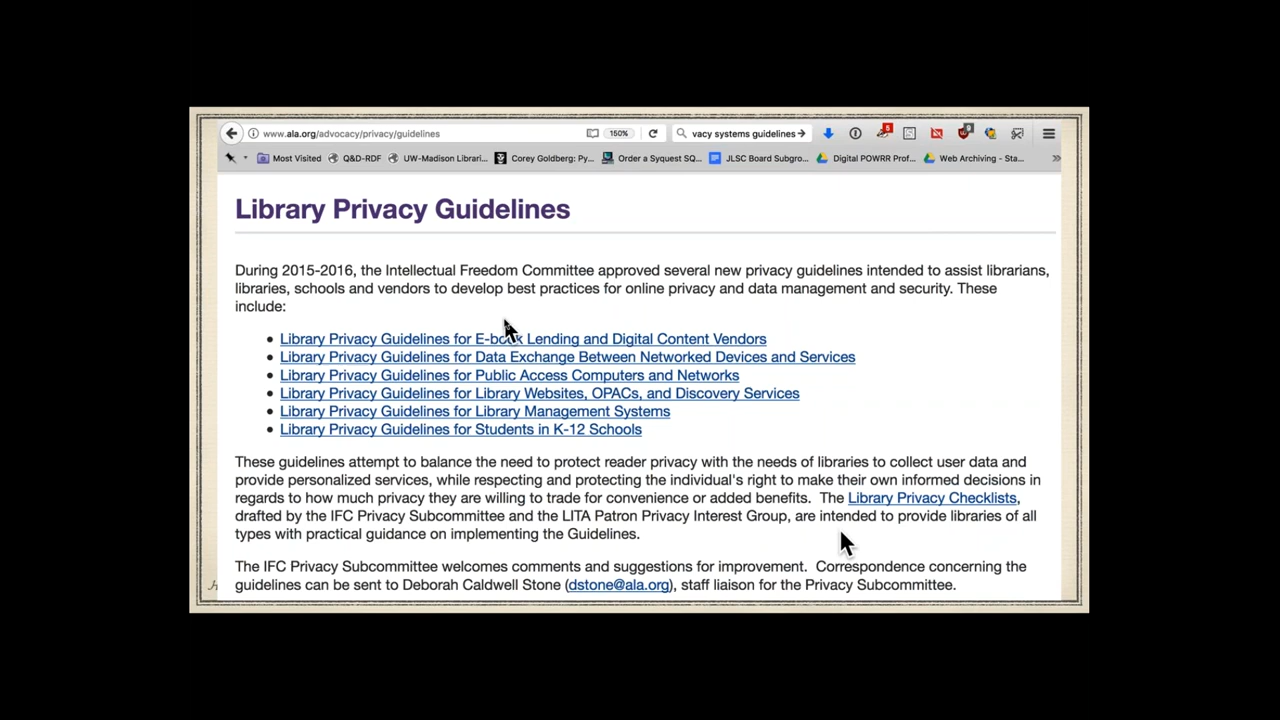 www.ala.org/advocacy/privacy/guidelines 150% vacy systems guidelines 5 9
Most Visited Q&D-RDF UW-Madison Librari... Corey Goldberg: Py... Order a Syquest SQ... JLSC Board Subgro... Digital POWRR Prof... Web Archiving - Sta...
Library Privacy Guidelines
During 2015-2016, the Intellectual Freedom Committee approved several new privacy guidelines intended to assist librarians,
libraries, schools and vendors to develop best practices for online privacy and data management and security. These
include:
Library Privacy Guidelines for E-book Lending and Digital Content Vendors
Library Privacy Guidelines for Data Exchange Between Networked Devices and Services
Library Privacy Guidelines for Public Access Computers and Networks
Library Privacy Guidelines for Library Websites, OPACs, and Discovery Services
Library Privacy Guidelines for Library Management Systems
Library Privacy Guidelines for Students in K-12 Schools
These guidelines attempt to balance the need to protect reader privacy with the needs of libraries to collect user data and
provide personalized services, while respecting and protecting the individual's right to make their own informed decisions in
regards to how much privacy they are willing to trade for convenience or added benefits. The Library Privacy Checklists,
drafted by the IFC Privacy Subcommittee and the LITA Patron Privacy Interest Group, are intended to provide libraries of all
types with practical guidance on implementing the Guidelines.
The IFC Privacy Subcommittee welcomes comments and suggestions for improvement. Correspondence concerning the
guidelines can be sent to Deborah Caldwell Stone (dstone@ala.org), staff liaison for the Privacy Subcommittee.